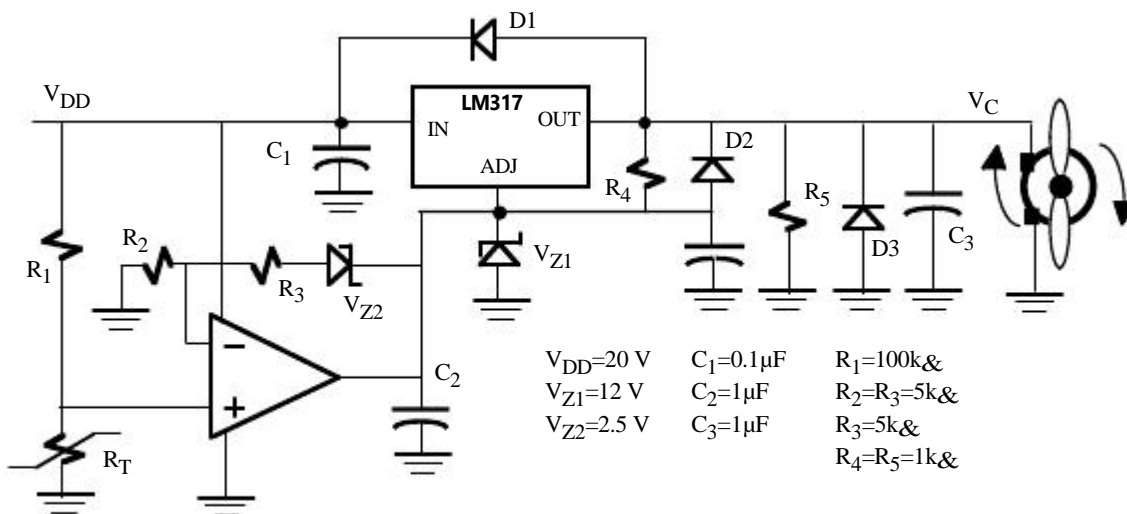 D1
VDD
LM317
IN
OUT
VC
C1
ADJ
D2
R4
R5
R1
R2
R3
VZ2
VZ1
D3
C3
C2
RT
VDD=20 V C1=0.1µF R1=100k&
VZ1=12 V C2=1µF R2=R3=5k&
VZ2=2.5 V C3=1µF R3=5k&
R4=R5=1k&